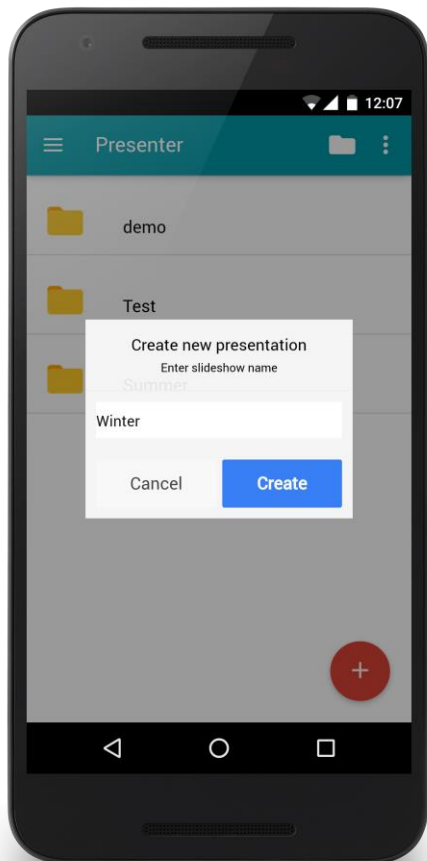 12:07
Presenter
demo
Test
Create new presentation
Enter slideshow name
Summer
Winter
Cancel
Create